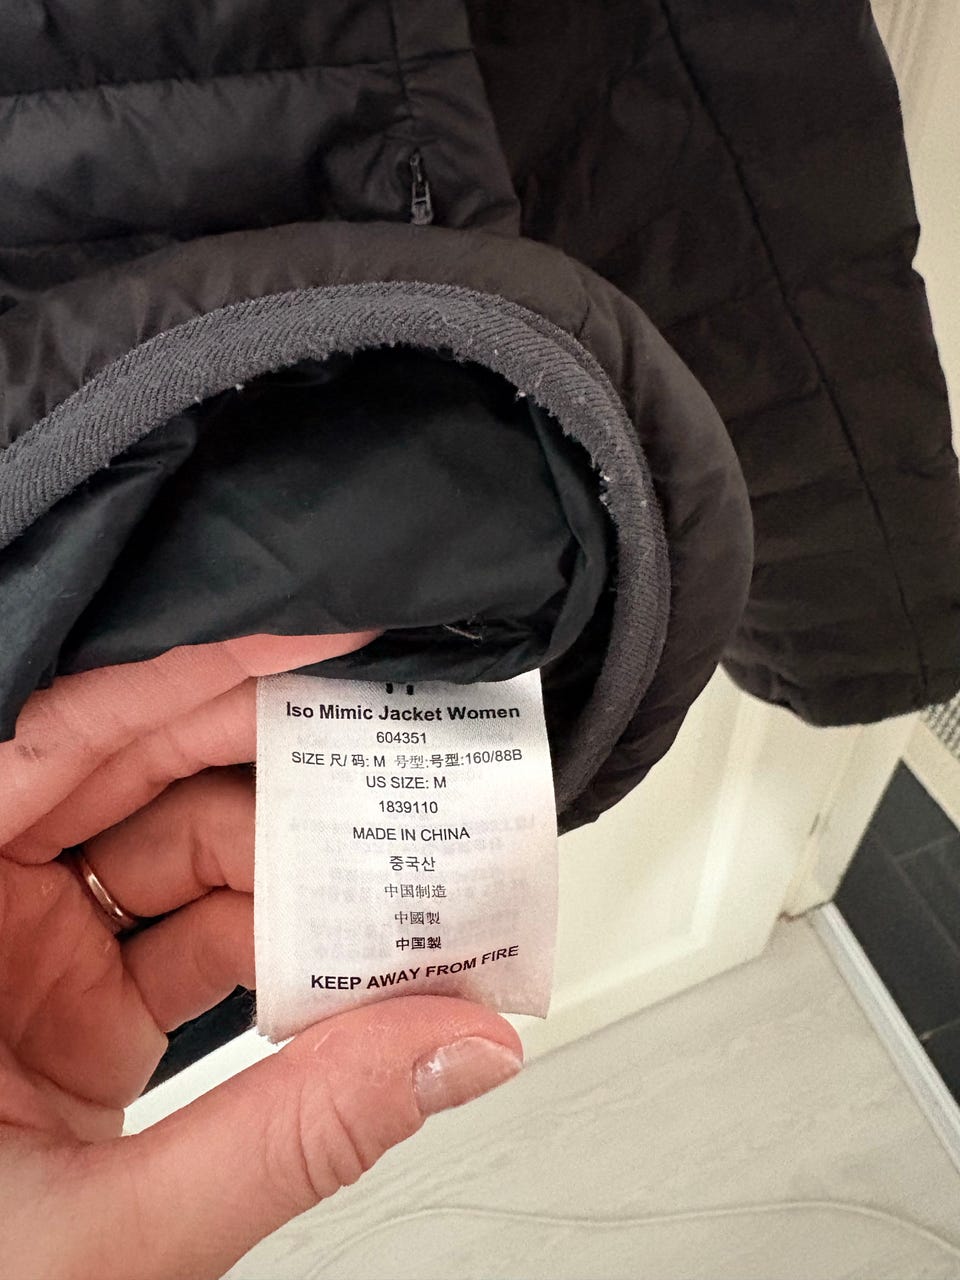 Iso Mimic Jacket Women
604351
SIZE 尺/码: M 号型:号型:160/88B
US SIZE: M
1839110
MADE IN CHINA
중국산
中国制造
中國製
中国製
KEEP AWAY FROM FIRE